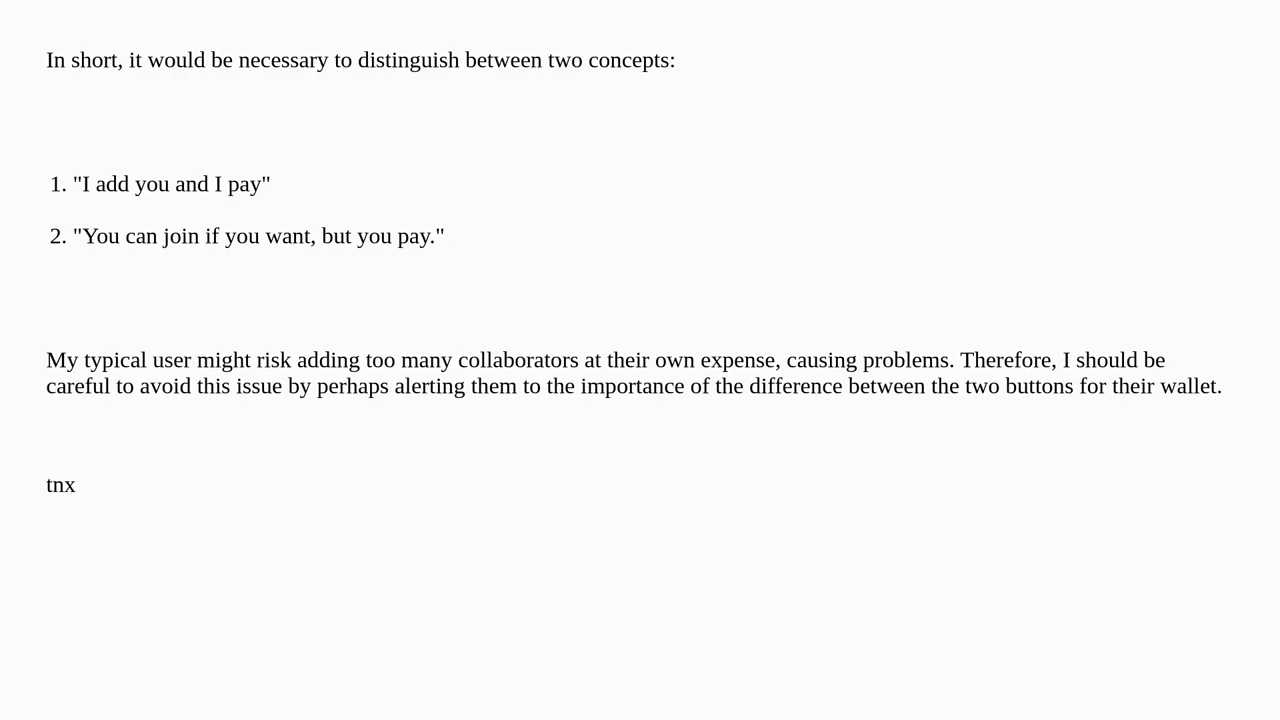 In short, it would be necessary to distinguish between two concepts:
1. "I add you and I pay"
2. "You can join if you want, but you pay."
My typical user might risk adding too many collaborators at their own expense, causing problems. Therefore, I should be
careful to avoid this issue by perhaps alerting them to the importance of the difference between the two buttons for their wallet.
tnx